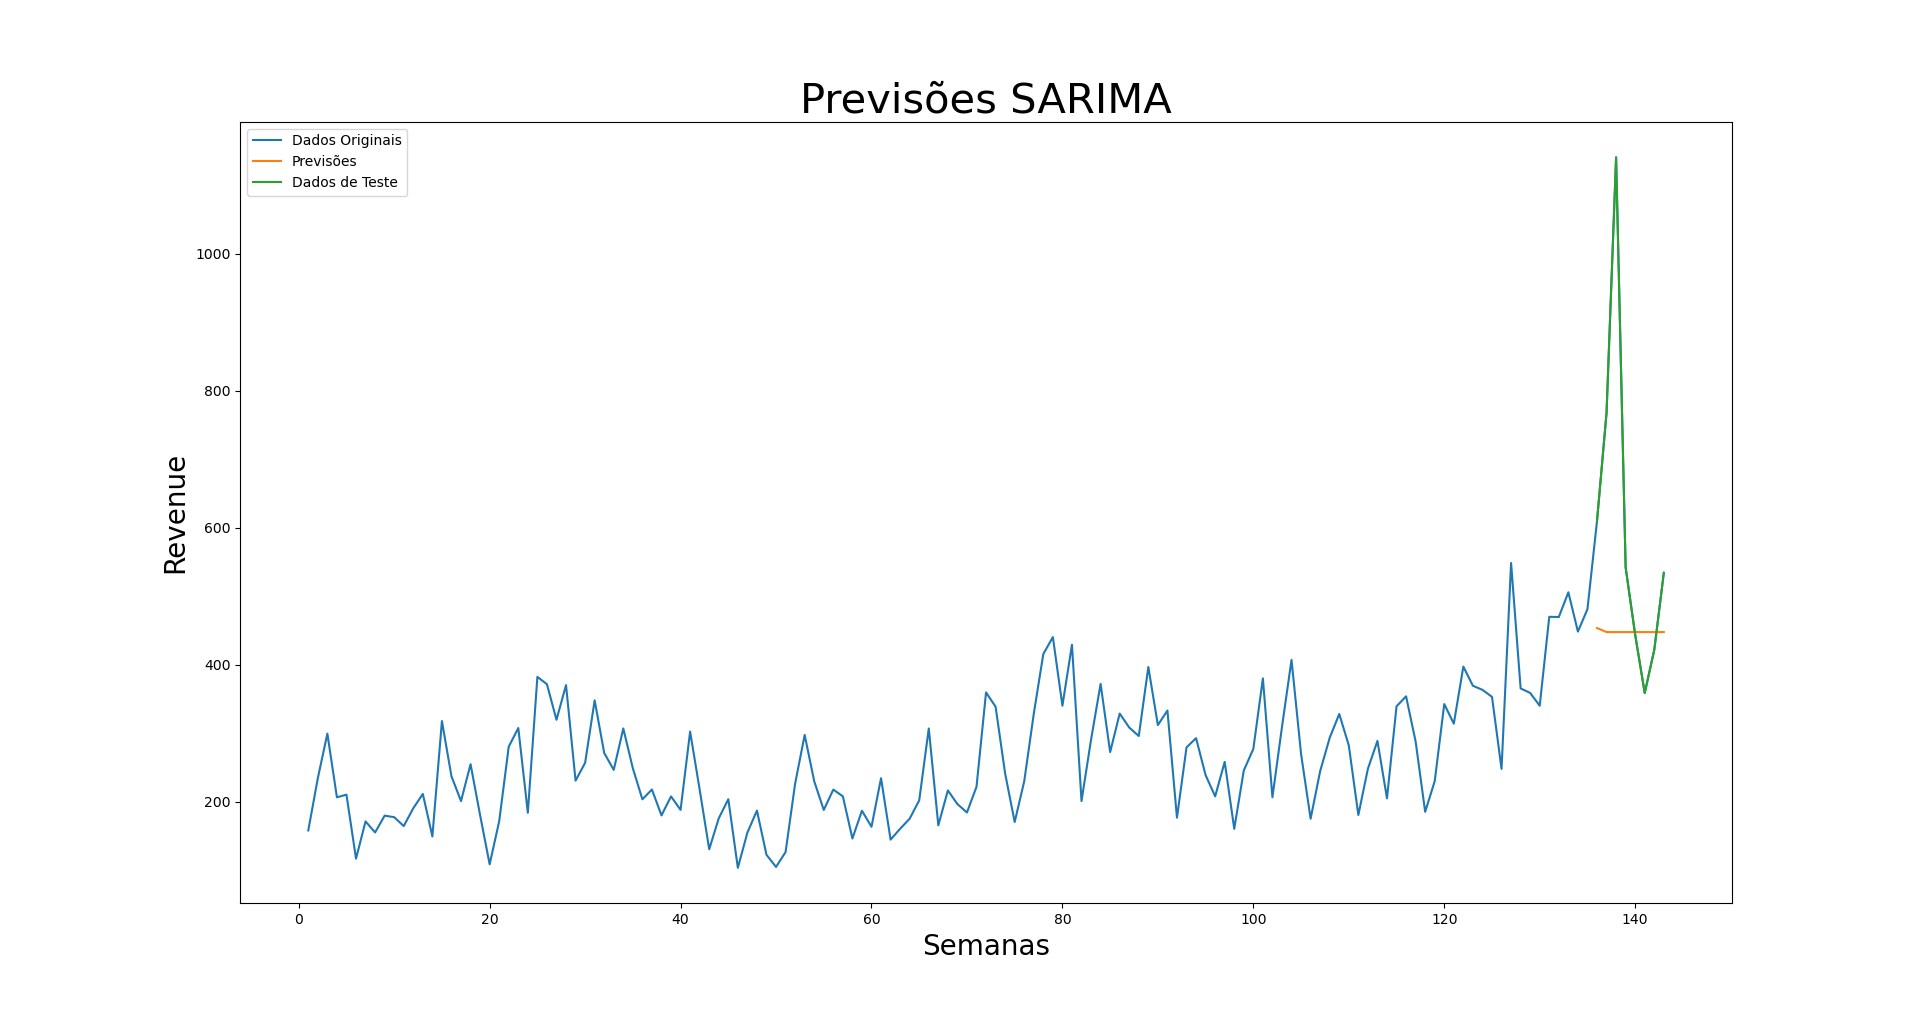 Previsões SARIMA
Dados Originais
Previsões
Dados de Teste
1000
800
600
400
200
Revenue
0 20 40 60 80 100 120 140
Semanas